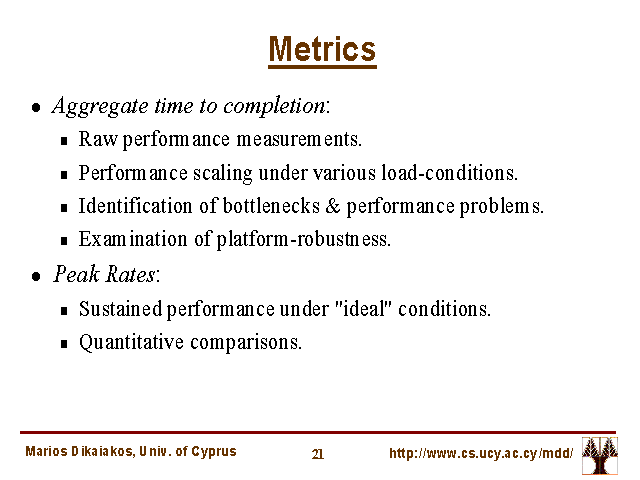 Metrics
● Aggregate time to completion:
■ Raw performance measurements.
■ Performance scaling under various load-conditions.
■ Identification of bottlenecks & performance problems.
■ Examination of platform-robustness.
● Peak Rates:
■ Sustained performance under "ideal" conditions.
■ Quantitative comparisons.
Marios Dikaiakos, Univ. of Cyprus 21 http://www.cs.ucy.ac.cy/mdd/